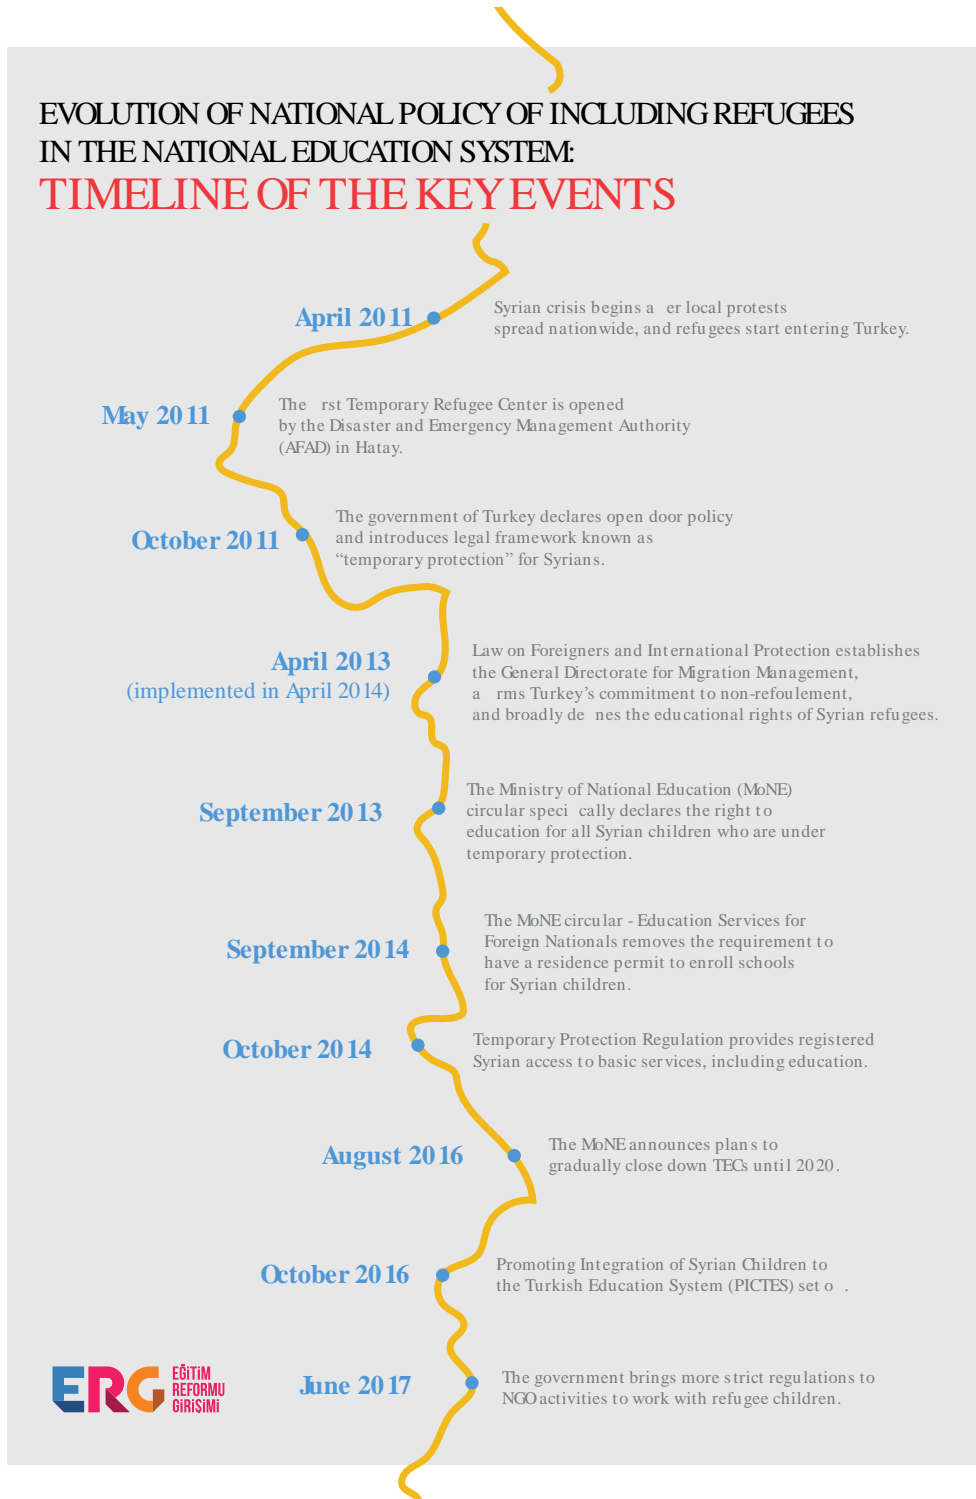 EVOLUTION OF NATIONAL POLICY OF INCLUDING REFUGEES
IN THE NATIONAL EDUCATION SYSTEM:
TIMELINE OF THE KEY EVENTS
April 2011
Syrian crisis begins a er local protests
spread nationwide, and refugees start entering Turkey.
May 2011
The rst Temporary Refugee Center is opened
by the Disaster and Emergency Management Authority
(AFAD) in Hatay.
October 2011
The government of Turkey declares open door policy
and introduces legal framework known as
“temporary protection” for Syrians.
April 2013
(implemented in April 2014)
Law on Foreigners and International Protection establishes
the General Directorate for Migration Management,
a rms Turkey’s commitment to non-refoulement,
and broadly de nes the educational rights of Syrian refugees.
September 2013
The Ministry of National Education (MoNE)
circular speci cally declares the right to
education for all Syrian children who are under
temporary protection.
September 2014
The MoNE circular - Education Services for
Foreign Nationals removes the requirement to
have a residence permit to enroll schools
for Syrian children.
October 2014
Temporary Protection Regulation provides registered
Syrian access to basic services, including education.
August 2016
The MoNE announces plans to
gradually close down TECs until 2020.
October 2016
Promoting Integration of Syrian Children to
the Turkish Education System (PICTES) set o .
June 2017
The government brings more strict regulations to
NGO activities to work with refugee children.
ERG
EĞİTİM
REFORMU
GİRİŞİMİ